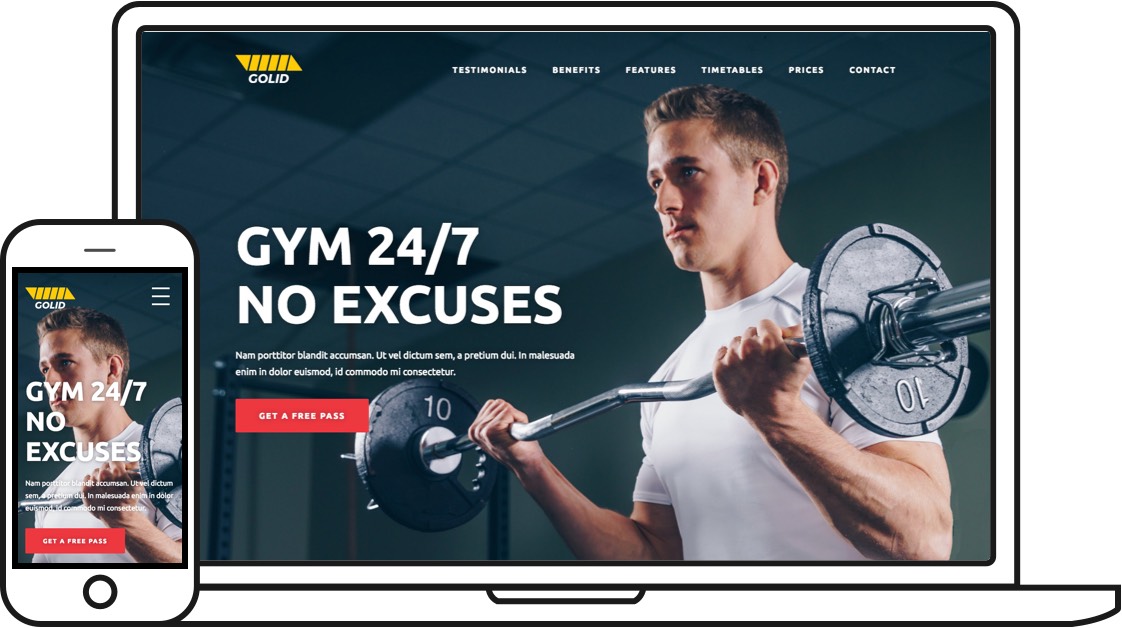 GOLID
TESTIMONIALS BENEFITS FEATURES TIMETABLES PRICES CONTACT
GYM 24/7
NO EXCUSES
Nam porttitor blandit accumsan. Ut vel dictum sem, a pretium dui. In malesuada
enim in dolor euismod, id commodo mi consectetur.
GET A FREE PASS
10
10
GOLID
GYM 24/7
NO
EXCUSES
Nam porttitor blandit accumsan. Ut vel dictum
sem, a pretium dui. In malesuada enim in dolor
euismod, id commodo mi consectetur.
GET A FREE PASS